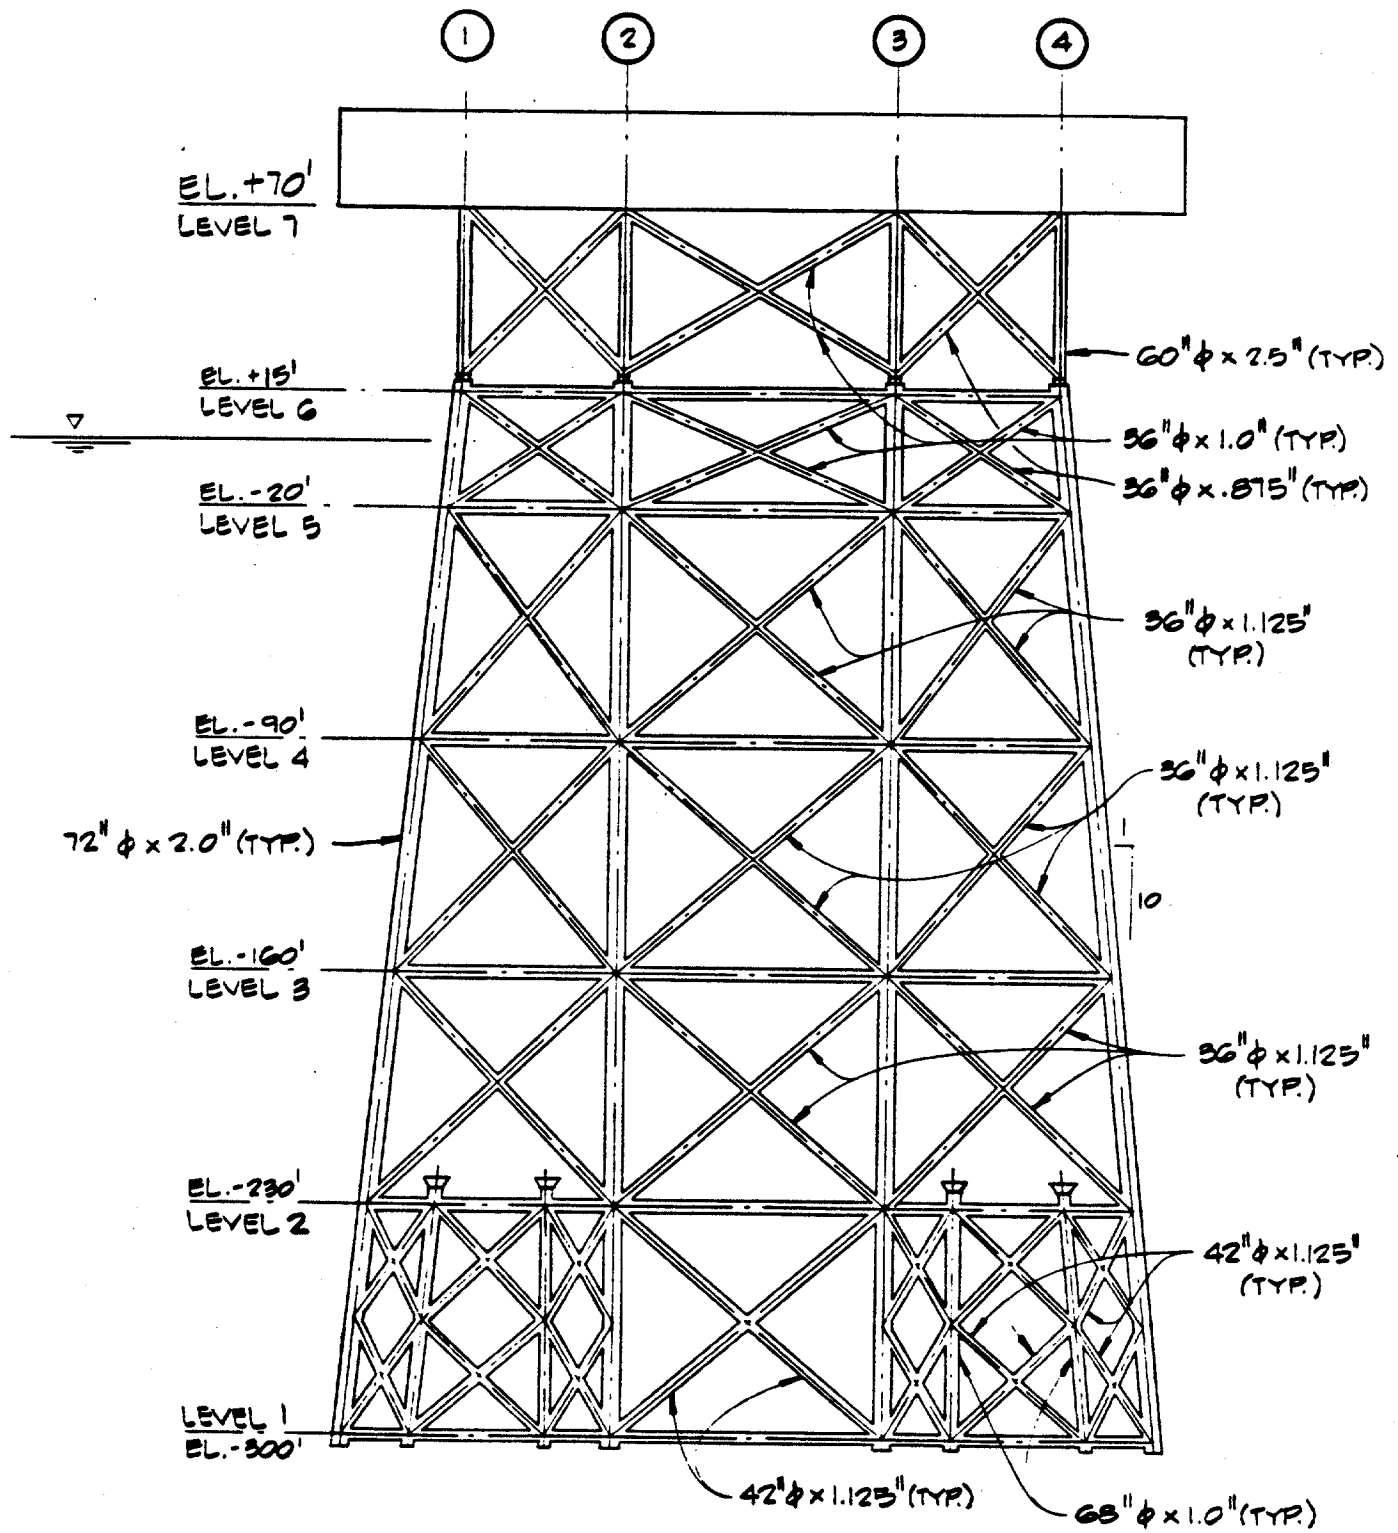 1 2 3 4
EL. +70'
LEVEL 7
60"φ x 2.5" (TYP.)
EL. +15'
LEVEL 6
36"φ x 1.0" (TYP.)
36"φ x .875" (TYP.)
EL. -20'
LEVEL 5
36"φ x 1.125"
(TYP.)
EL. -90'
LEVEL 4
36"φ x 1.125"
(TYP.)
72"φ x 2.0" (TYP.)
1
10
EL. -160'
LEVEL 3
36"φ x 1.125"
(TYP.)
EL. -230'
LEVEL 2
42"φ x 1.125"
(TYP.)
LEVEL 1
EL. -300'
42"φ x 1.125" (TYP.)
68"φ x 1.0" (TYP.)